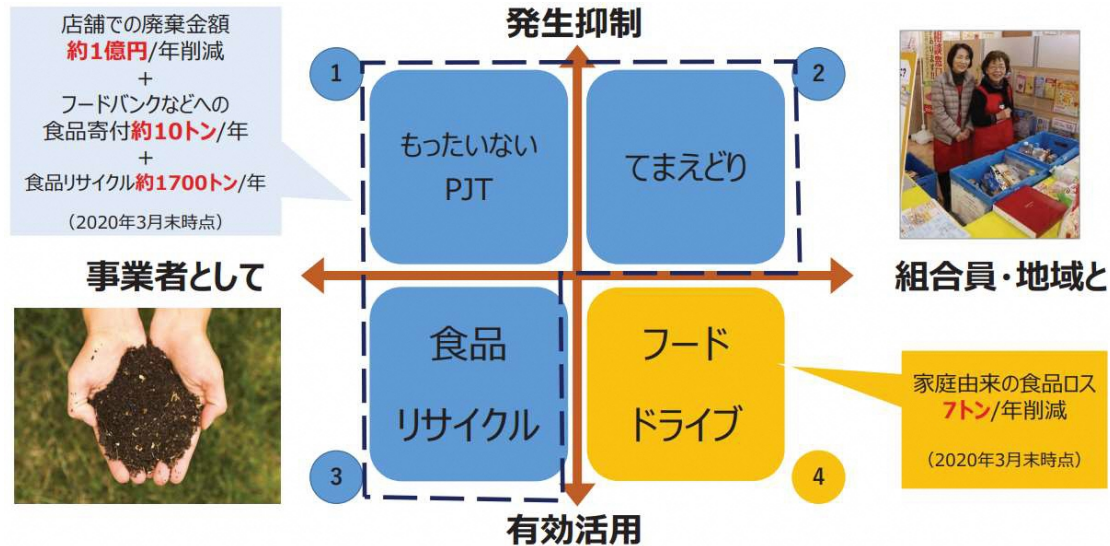 発生抑制
店舗での廃棄金額
約1億円/年削減
+
フードバンクなどへの
食品寄付約10トン/年
+
食品リサイクル約1700トン/年
（2020年3月末時点）
1
2
もったいない
PJT
てまえどり
事業者として
組合員・地域と
食品
リサイクル
フード
ドライブ
家庭由来の食品ロス
7トン/年削減
（2020年3月末時点）
3
4
有効活用